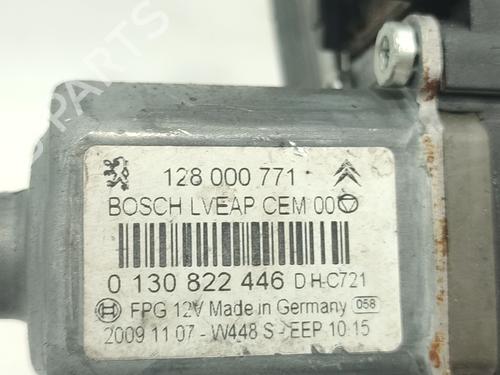 128 000 771
BOSCH LVEAP CEM 00
0 130 822 446 DH-C721
FPG 12V Made in Germany 058
2009 11 07 - W448 S - EEP 10:15